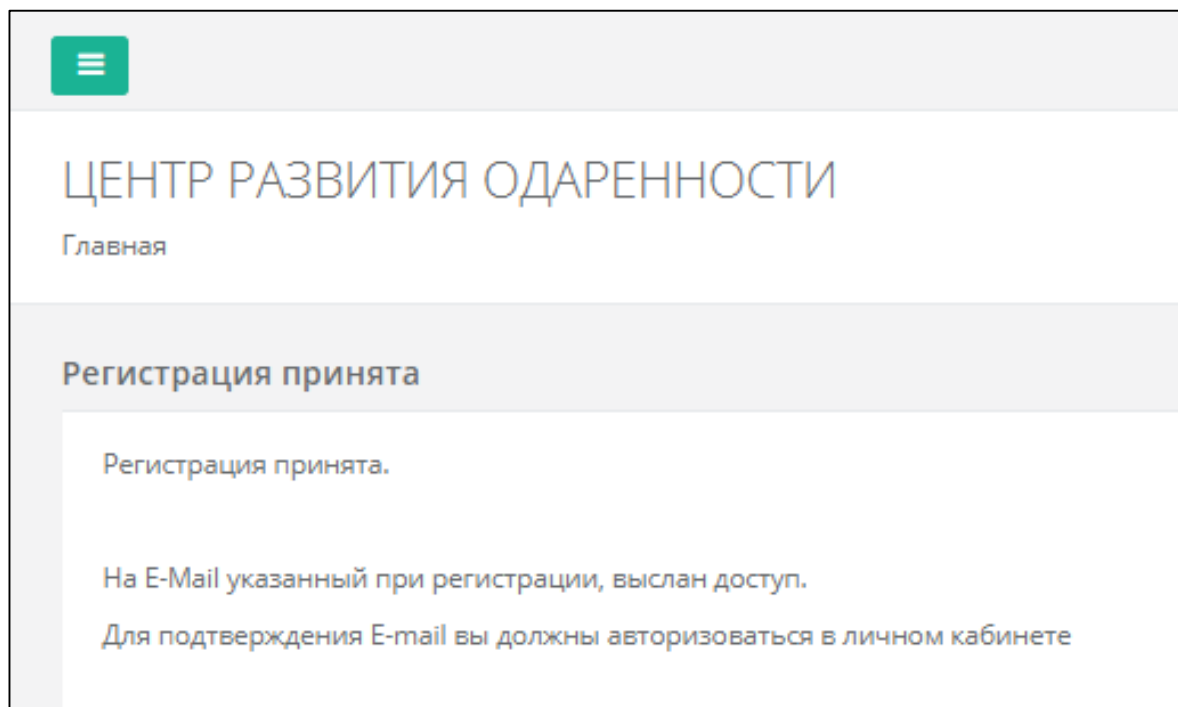 ЦЕНТР РАЗВИТИЯ ОДАРЕННОСТИ
Главная
Регистрация принята
Регистрация принята.
На E-Mail указанный при регистрации, выслан доступ.
Для подтверждения E-mail вы должны авторизоваться в личном кабинете